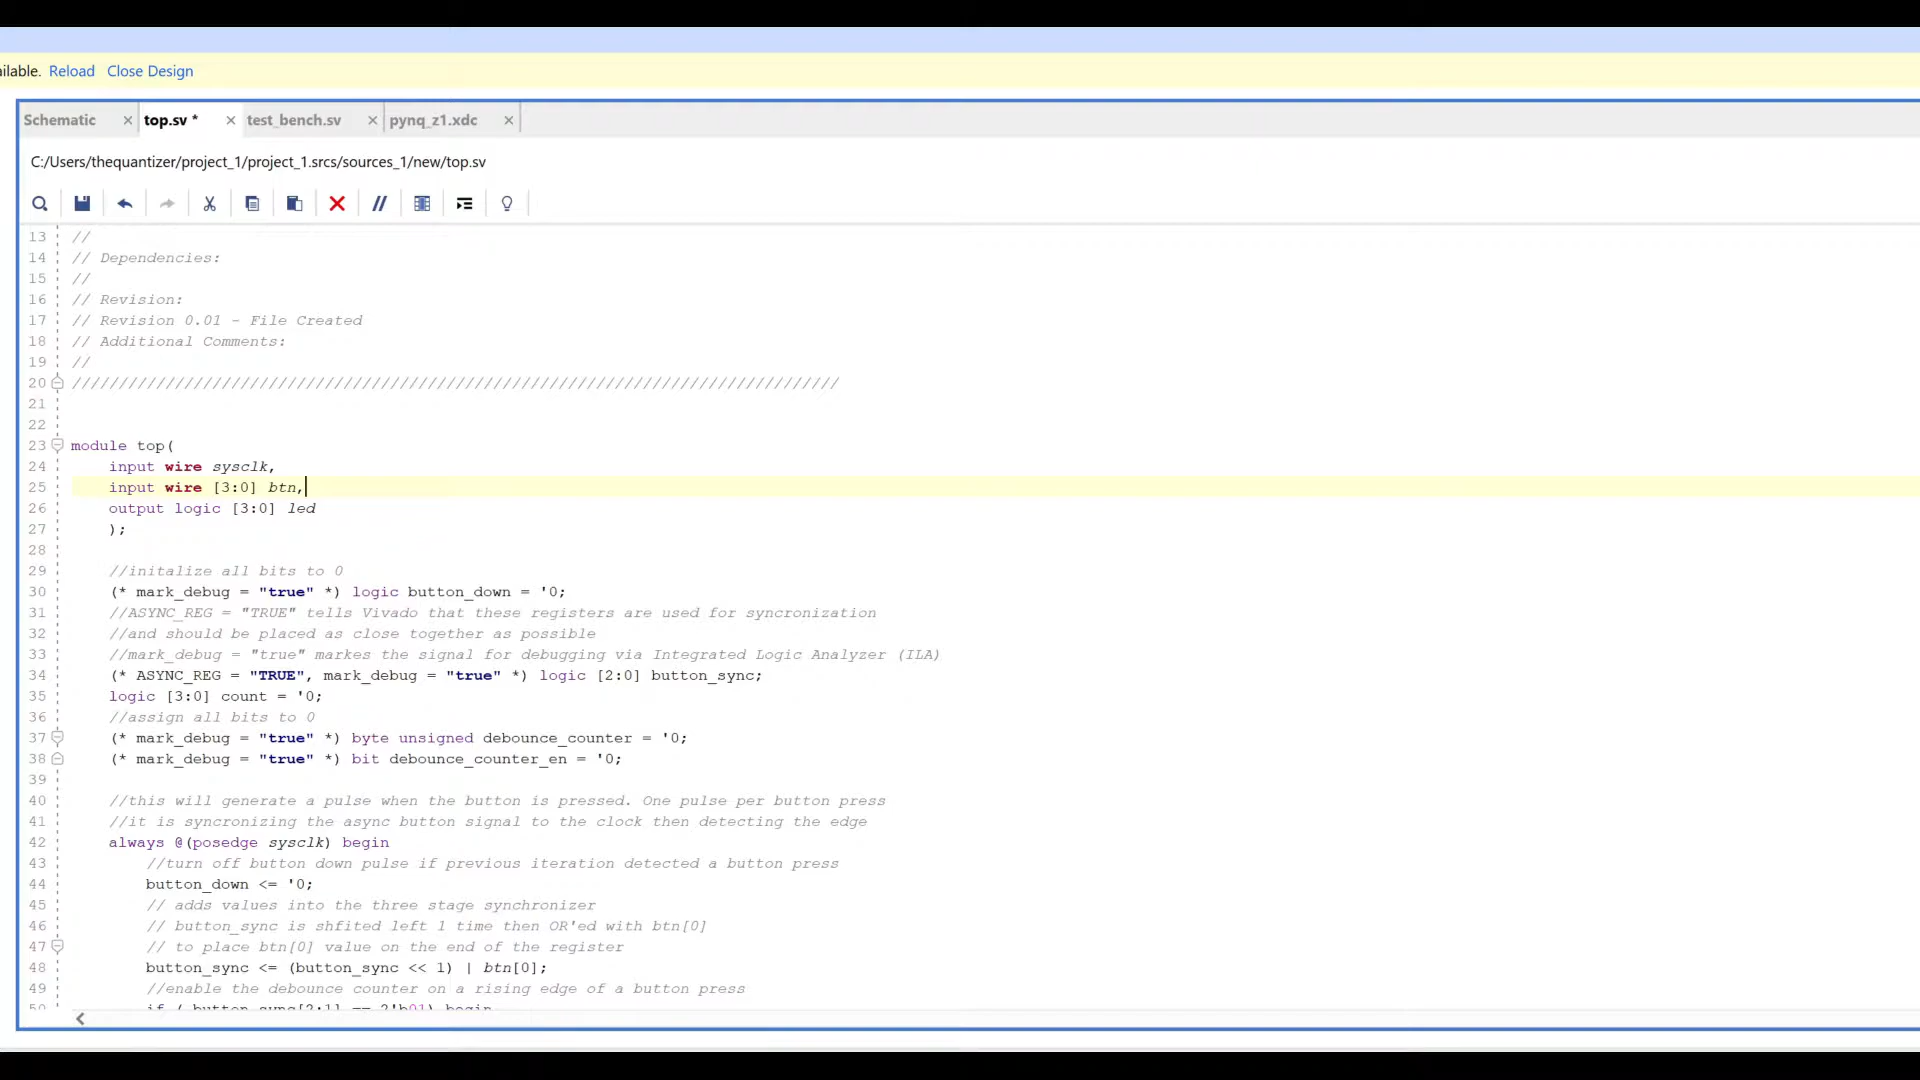 ailable. Reload Close Design
Schematic top.sv * test_bench.sv pynq_z1.xdc
C:/Users/thequantizer/project_1/project_1.srcs/sources_1/new/top.sv
13 //
14 // Dependencies:
15 //
16 // Revision:
17 // Revision 0.01 - File Created
18 // Additional Comments:
19 //
20 //////////////////////////////////////////////////////////////////////////////////
21
22
23 module top(
24 input wire sysclk,
25 input wire [3:0] btn,
26 output logic [3:0] led
27 );
28
29 //initalize all bits to 0
30 (* mark_debug = "true" *) logic button_down = '0;
31 //ASYNC_REG = "TRUE" tells Vivado that these registers are used for syncronization
32 //and should be placed as close together as possible
33 //mark_debug = "true" markes the signal for debugging via Integrated Logic Analyzer (ILA)
34 (* ASYNC_REG = "TRUE", mark_debug = "true" *) logic [2:0] button_sync;
35 logic [3:0] count = '0;
36 //assign all bits to 0
37 (* mark_debug = "true" *) byte unsigned debounce_counter = '0;
38 (* mark_debug = "true" *) bit debounce_counter_en = '0;
39
40 //this will generate a pulse when the button is pressed. One pulse per button press
41 //it is syncronizing the async button signal to the clock then detecting the edge
42 always @(posedge sysclk) begin
43 //turn off button down pulse if previous iteration detected a button press
44 button_down <= '0;
45 // adds values into the three stage synchronizer
46 // button_sync is shfited left 1 time then OR'ed with btn[0]
47 // to place btn[0] value on the end of the register
48 button_sync <= (button_sync << 1) | btn[0];
49 //enable the debounce counter on a rising edge of a button press
50 if ( button_sync[2:1] == 2'b01) begin